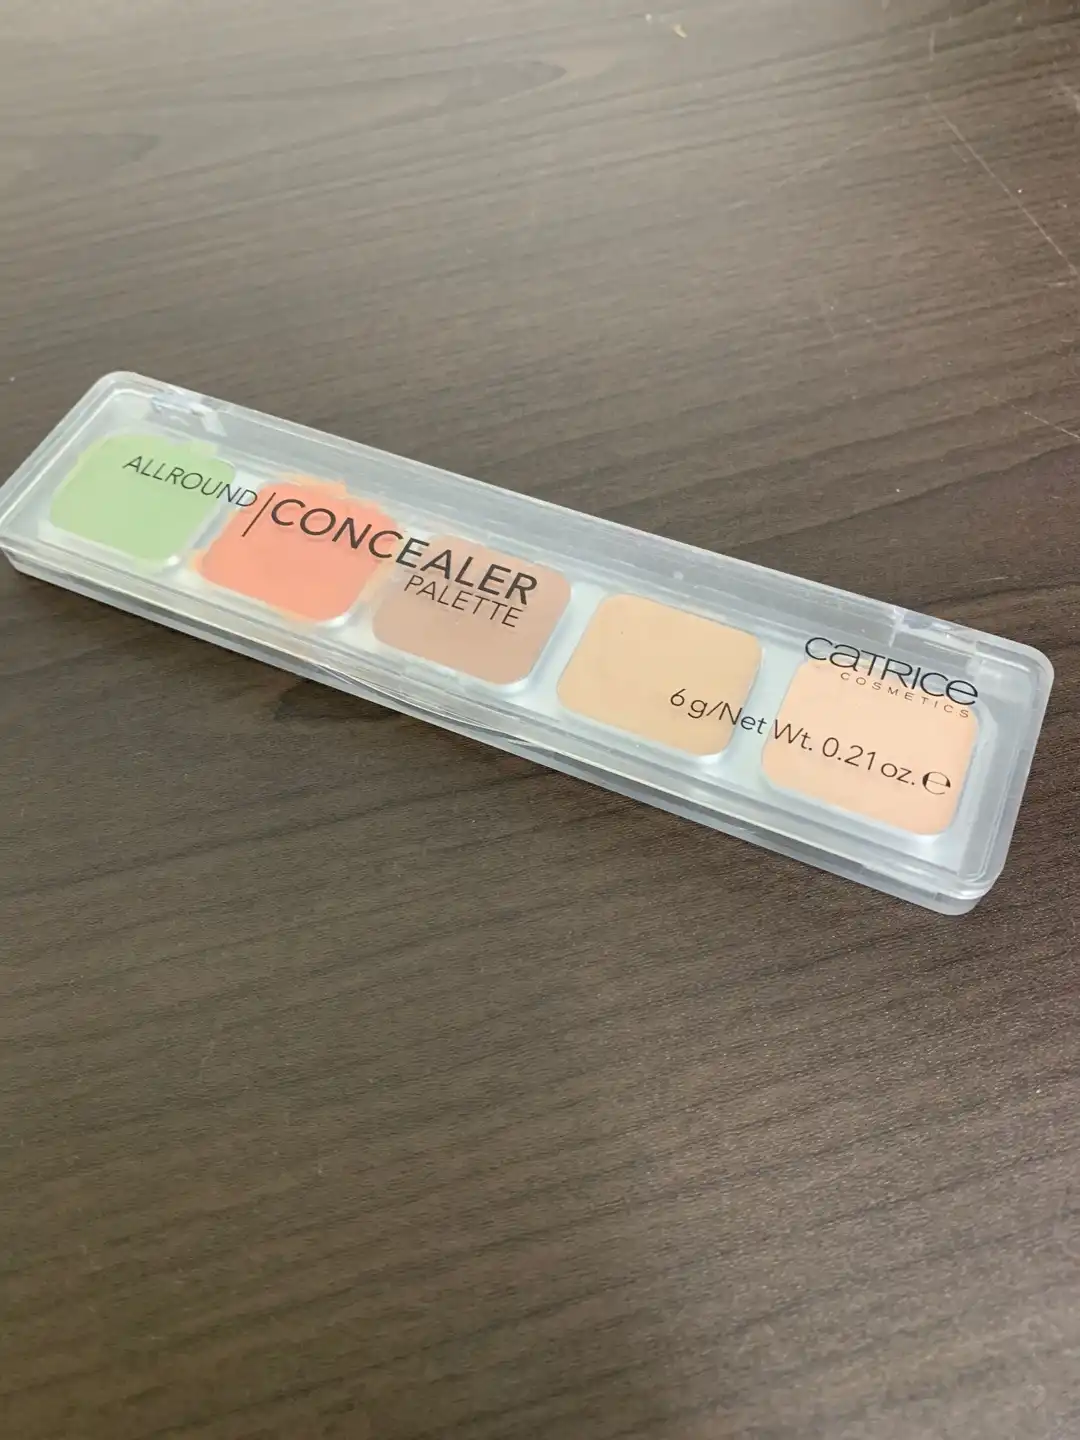 ALLROUND | CONCEALER
PALETTE
CATRICE
COSMETICS
6 g/Net Wt. 0.21 oz. ℮